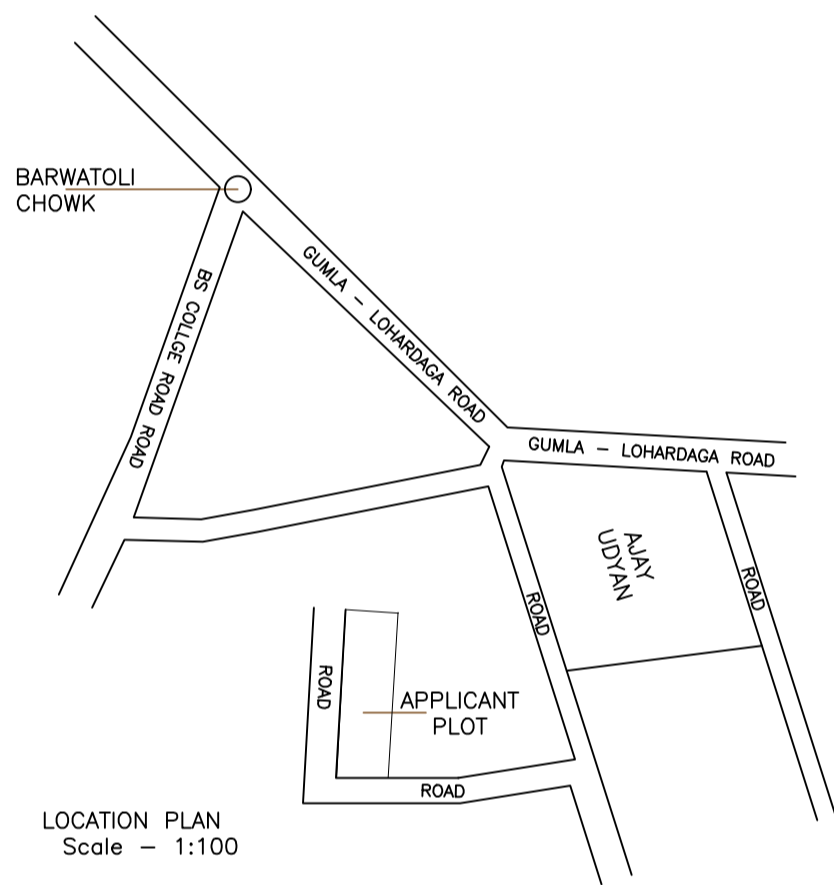 BARWATOLI
CHOWK
GUMLA - LOHARDAGA ROAD
BS COLLGE ROAD ROAD
GUMLA - LOHARDAGA ROAD
AJAY
UDYAN
ROAD
ROAD
ROAD
APPLICANT
PLOT
ROAD
LOCATION PLAN
Scale - 1:100